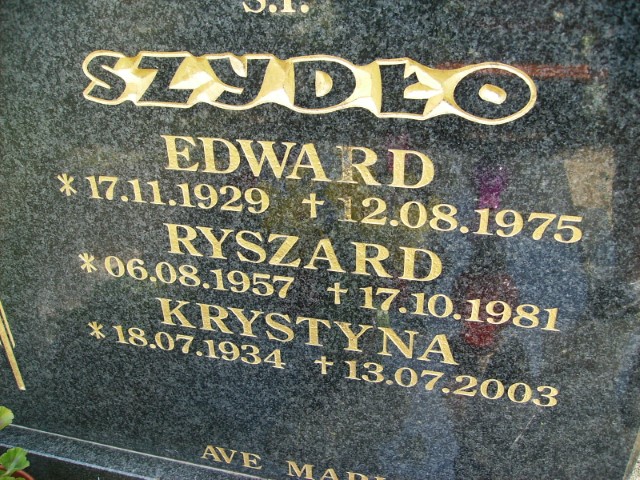 Ś.P.
SZYDŁO
EDWARD
* 17.11.1929 † 12.08.1975
RYSZARD
* 06.08.1957 † 17.10.1981
KRYSTYNA
* 18.07.1934 † 13.07.2003
AVE